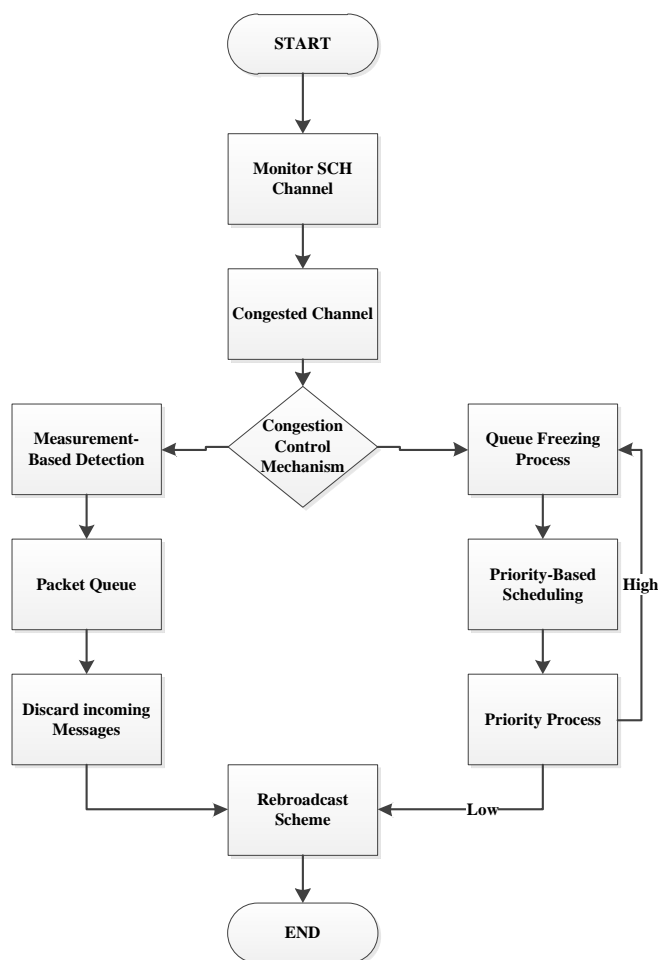 START
Monitor SCH
Channel
Congested Channel
Congestion
Control
Mechanism
Measurement-
Based Detection
Packet Queue
Discard incoming
Messages
Queue Freezing
Process
Priority-Based
Scheduling
High
Priority Process
Low
Rebroadcast
Scheme
END